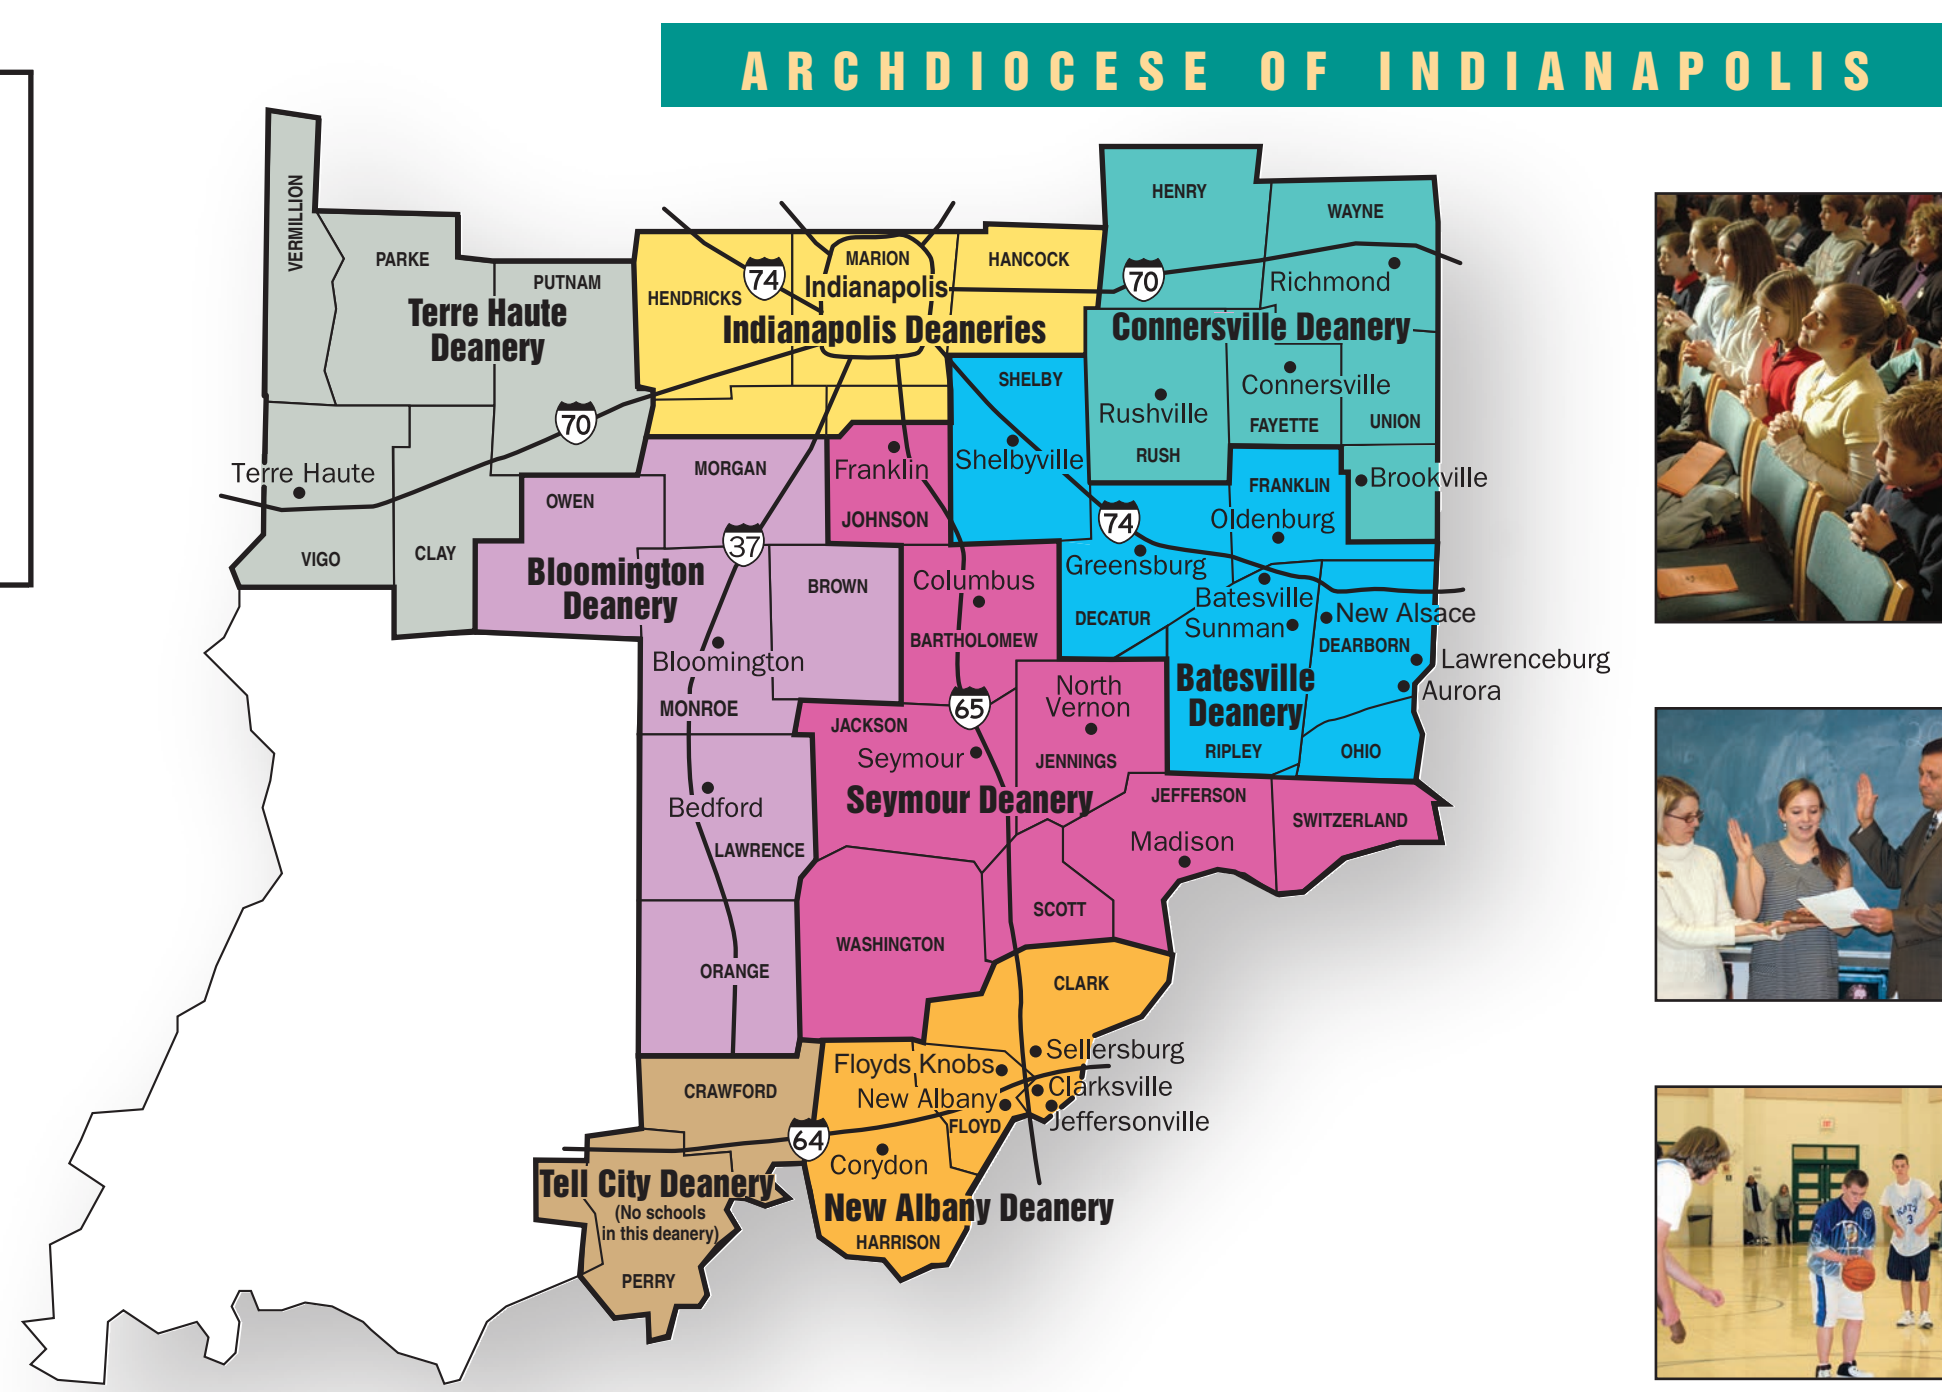 ARCHDIOCESE OF INDIANAPOLIS
VERMILLION
PARKE
PUTNAM
Terre Haute
Deanery
70
Terre Haute
VIGO
CLAY
HENDRICKS
74
MARION
Indianapolis
HANCOCK
Indianapolis Deaneries
HENRY
WAYNE
70
Richmond
Connersville Deanery
Connersville
Rushville
FAYETTE
UNION
RUSH
Brookville
SHELBY
Shelbyville
74
FRANKLIN
Oldenburg
Greensburg
DECATUR
Batesville
Sunman
New Alsace
DEARBORN
Lawrenceburg
Aurora
Batesville
Deanery
RIPLEY
OHIO
MORGAN
OWEN
37
Bloomington
Deanery
BROWN
Bloomington
MONROE
Bedford
LAWRENCE
ORANGE
Franklin
JOHNSON
Columbus
BARTHOLOMEW
65
North
Vernon
JACKSON
Seymour
JENNINGS
Seymour Deanery
JEFFERSON
SWITZERLAND
Madison
SCOTT
WASHINGTON
CLARK
Sellersburg
Floyds Knobs
Clarksville
New Albany
Jeffersonville
FLOYD
64
Corydon
New Albany Deanery
HARRISON
CRAWFORD
Tell City Deanery
(No schools
in this deanery)
PERRY